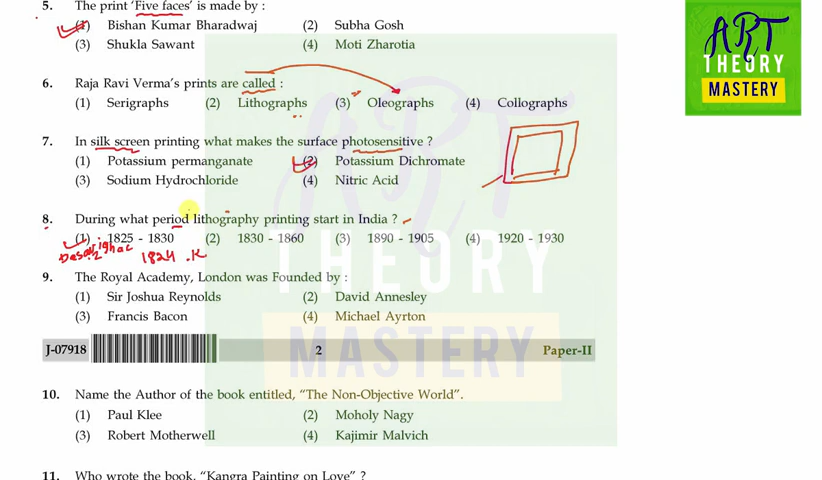 5. The print 'Five faces' is made by :
(1) Bishan Kumar Bharadwaj (2) Subha Gosh
(3) Shukla Sawant (4) Moti Zharotia
ART
THEORY
MASTERY
6. Raja Ravi Verma's prints are called :
(1) Serigraphs (2) Lithographs (3) Oleographs (4) Collographs
7. In silk screen printing what makes the surface photosensitive ?
(1) Potassium permanganate (2) Potassium Dichromate
(3) Sodium Hydrochloride (4) Nitric Acid
8. During what period lithography printing start in India ?
(1) 1825 - 1830 (2) 1830 - 1860 (3) 1890 - 1905 (4) 1920 - 1930
1824 .K
9. The Royal Academy, London was Founded by :
(1) Sir Joshua Reynolds (2) David Annesley
(3) Francis Bacon (4) Michael Ayrton
J-07918 2 Paper-II
10. Name the Author of the book entitled, "The Non-Objective World".
(1) Paul Klee (2) Moholy Nagy
(3) Robert Motherwell (4) Kajimir Malvich
11. Who wrote the book, "Kangra Painting on Love" ?
ART
THEORY
MASTERY